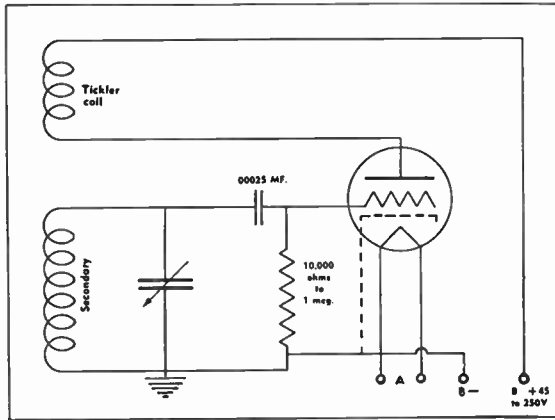 Tickler
coil
00025 MF.
Secondary
10,000
ohms
to
1 meg.
A
B –
B +45
to 250V